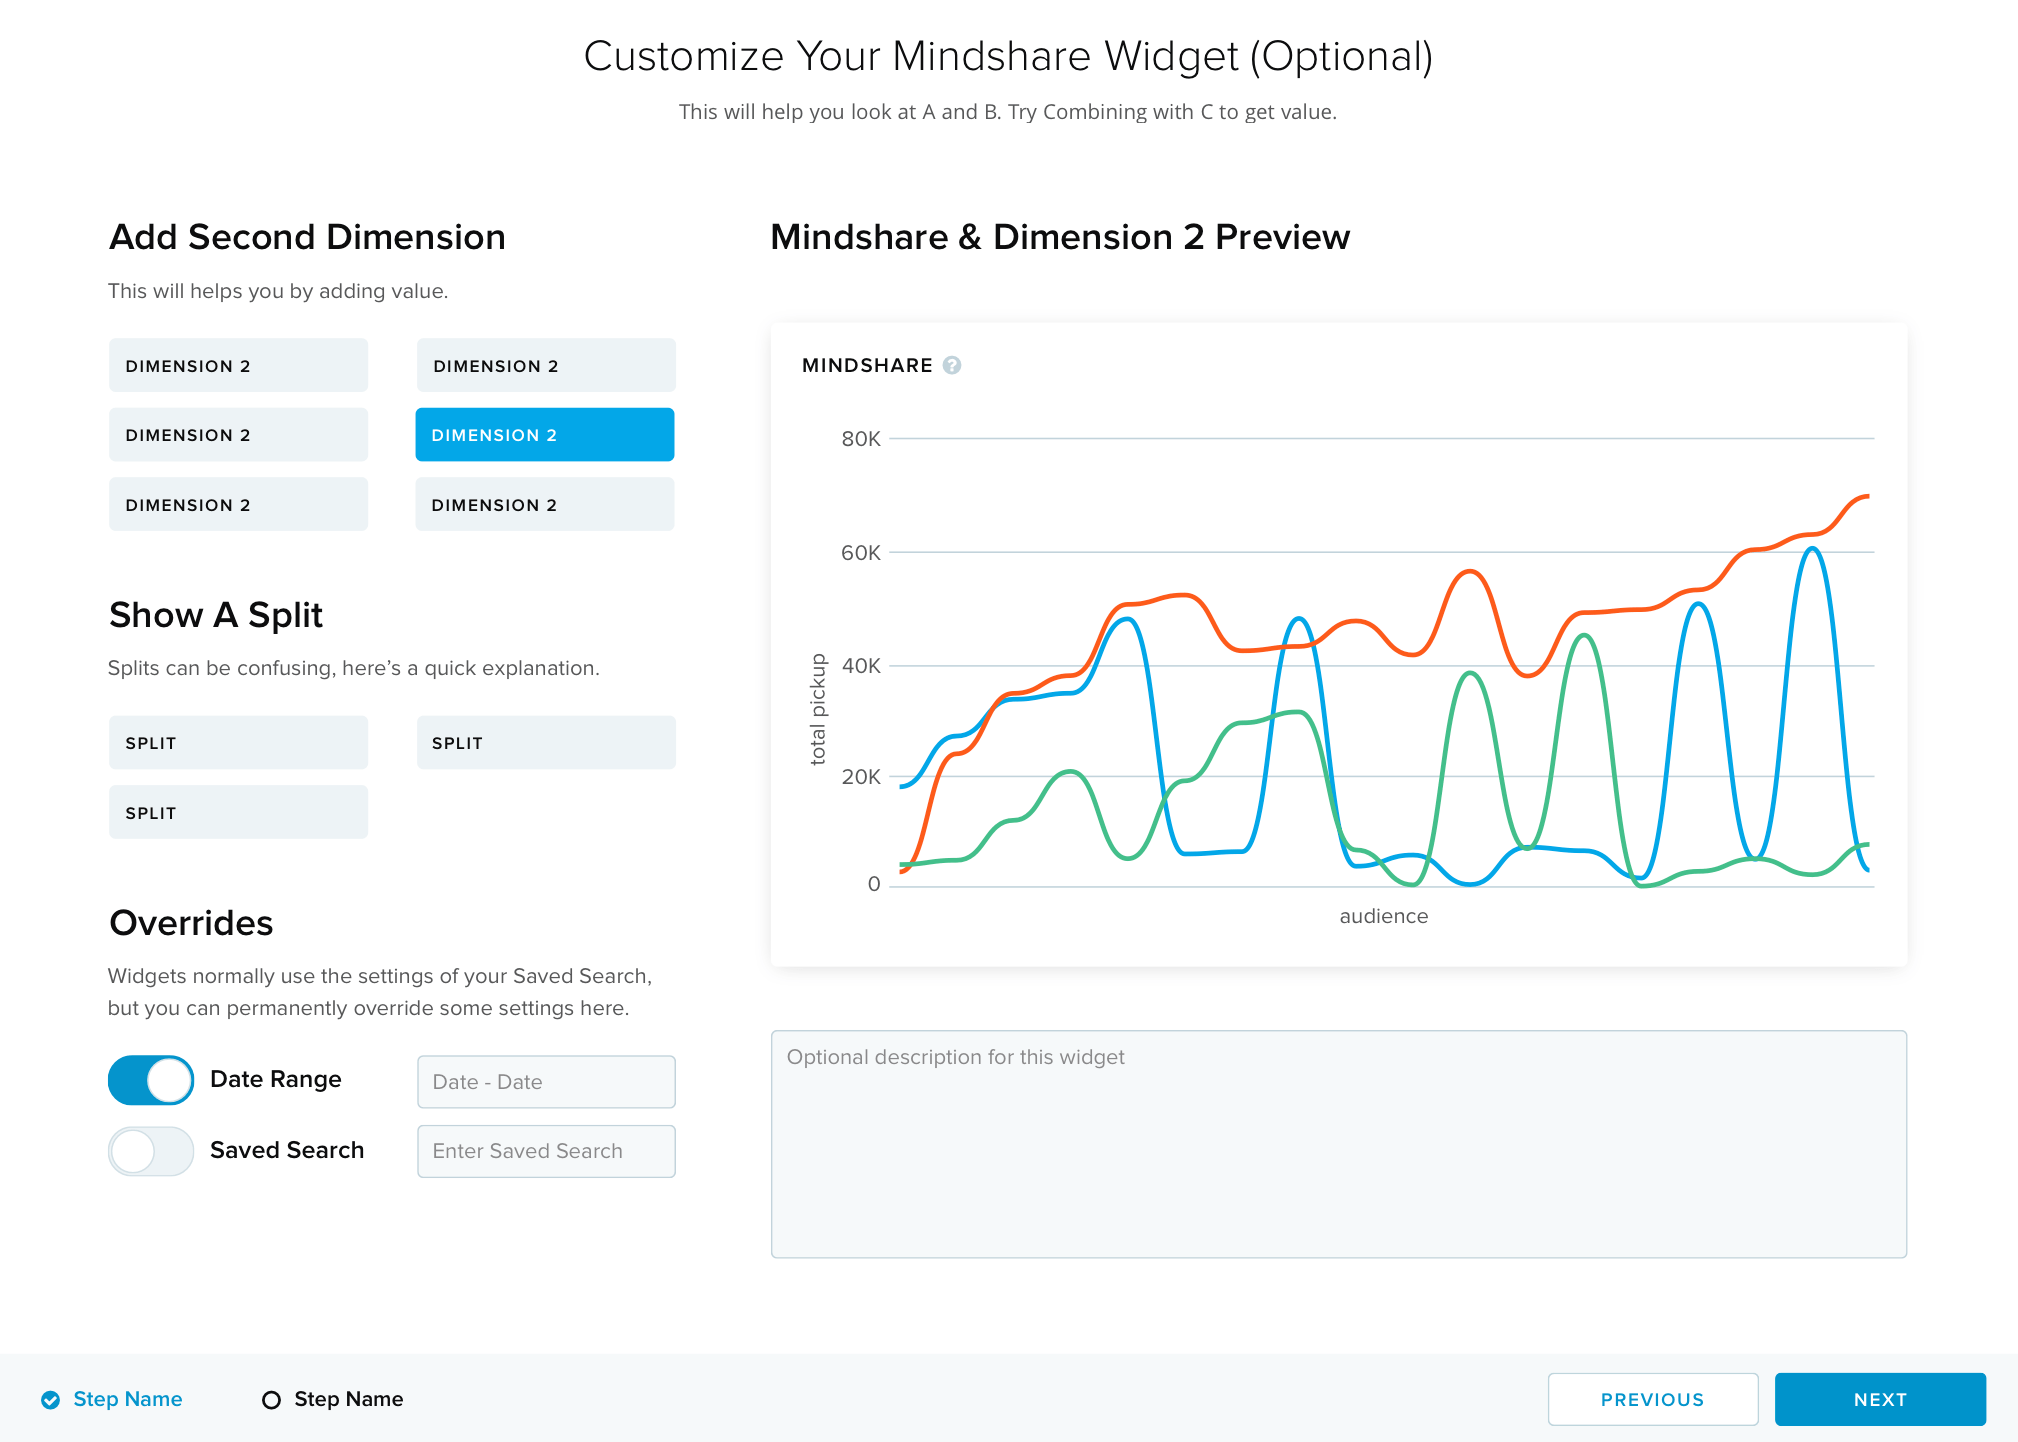 Customize Your Mindshare Widget (Optional)
This will help you look at A and B. Try Combining with C to get value.
Add Second Dimension
This will helps you by adding value.
DIMENSION 2
DIMENSION 2
DIMENSION 2
DIMENSION 2
DIMENSION 2
DIMENSION 2
Show A Split
Splits can be confusing, here’s a quick explanation.
SPLIT
SPLIT
SPLIT
Overrides
Widgets normally use the settings of your Saved Search,
but you can permanently override some settings here.
Date Range
Date - Date
Saved Search
Enter Saved Search
Mindshare & Dimension 2 Preview
MINDSHARE ?
80K
60K
40K
20K
0
total pickup
audience
Optional description for this widget
Step Name
Step Name
PREVIOUS
NEXT